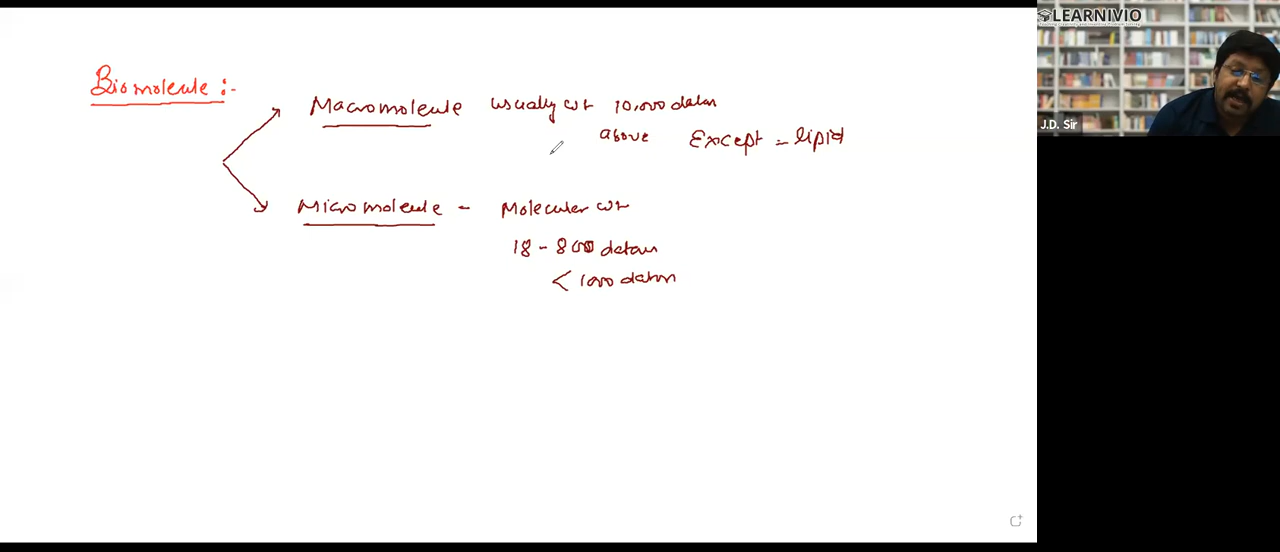 Biomolecule :-
Macromolecule usually wt 10,000 dalton
above Except = lipid
Micromolecule - Molecular wt
18 - 800 dalton
< 1000 dalton
LEARNIVIO
J.D. Sir